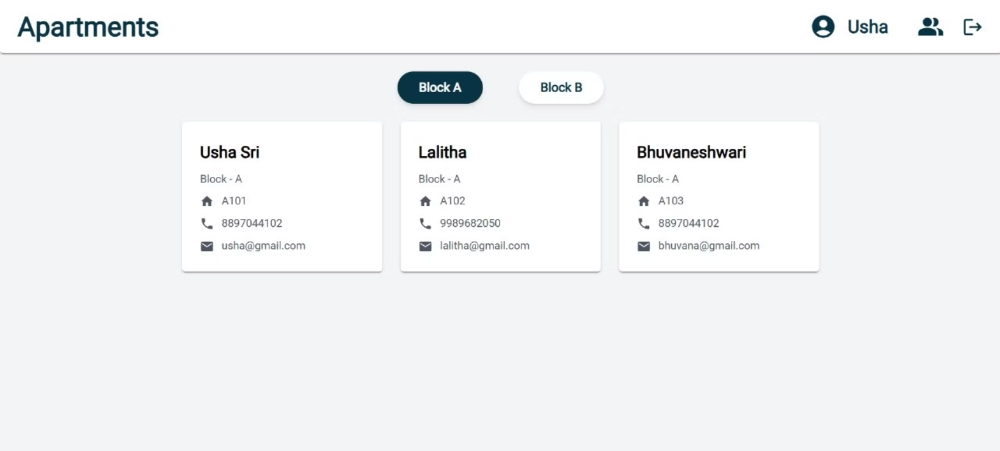 Apartments
Usha
Block A
Block B
Usha Sri
Block - A
A101
8897044102
usha@gmail.com
Lalitha
Block - A
A102
9989682050
lalitha@gmail.com
Bhuvaneshwari
Block - A
A103
8897044102
bhuvana@gmail.com